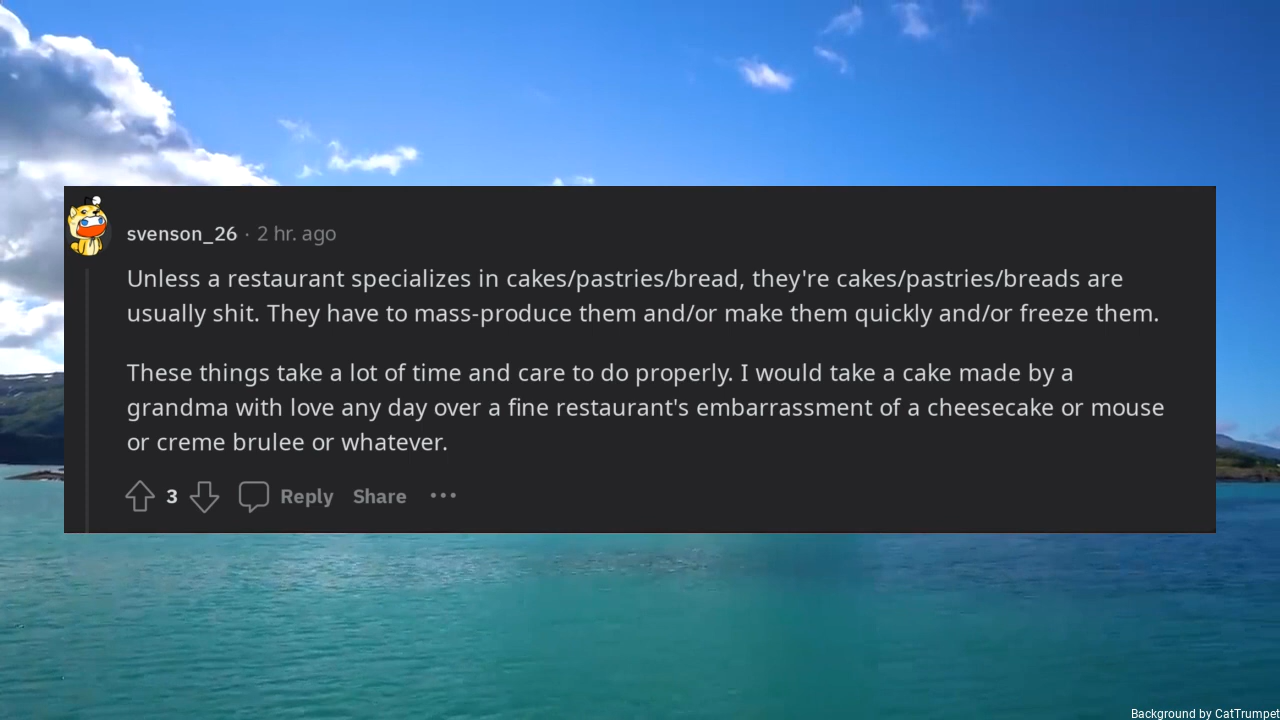 svenson_26 · 2 hr. ago
Unless a restaurant specializes in cakes/pastries/bread, they're cakes/pastries/breads are
usually shit. They have to mass-produce them and/or make them quickly and/or freeze them.
These things take a lot of time and care to do properly. I would take a cake made by a
grandma with love any day over a fine restaurant's embarrassment of a cheesecake or mouse
or creme brulee or whatever.
3 Reply Share ···
Background by CatTrumpet